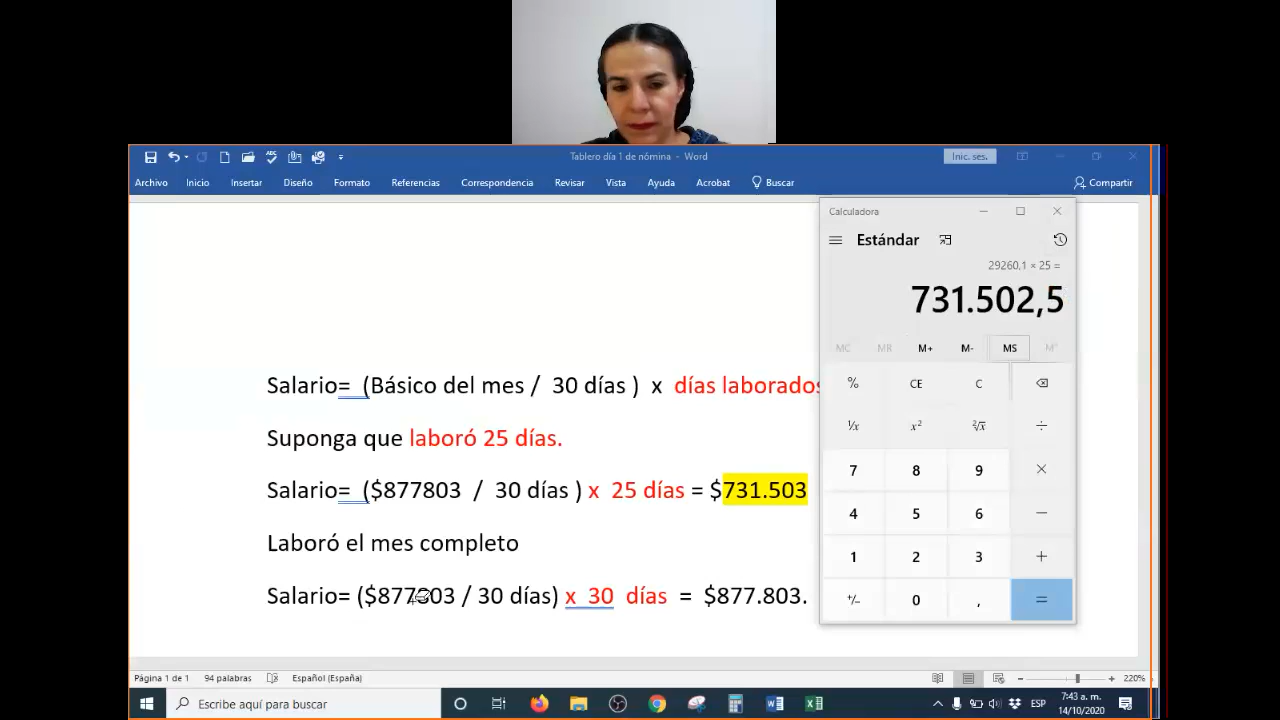 Tablero día 1 de nómina - Word
Inic. ses.
Archivo Inicio Insertar Diseño Formato Referencias Correspondencia Revisar Vista Ayuda Acrobat Buscar Compartir
Calculadora
Estándar
29260,1 × 25 =
731.502,5
MC MR M+ M- MS M˅
% CE C
⅟x x² ²√x ÷
7 8 9 ×
4 5 6 −
1 2 3 +
+/− 0 , =
Salario= (Básico del mes / 30 días ) x días laborados
Suponga que laboró 25 días.
Salario= ($877803 / 30 días ) x 25 días = $731.503
Laboró el mes completo
Salario= ($877803 / 30 días) x 30 días = $877.803.
Página 1 de 1 94 palabras Español (España) 220%
Escribe aquí para buscar
ESP
7:43 a. m.
14/10/2020